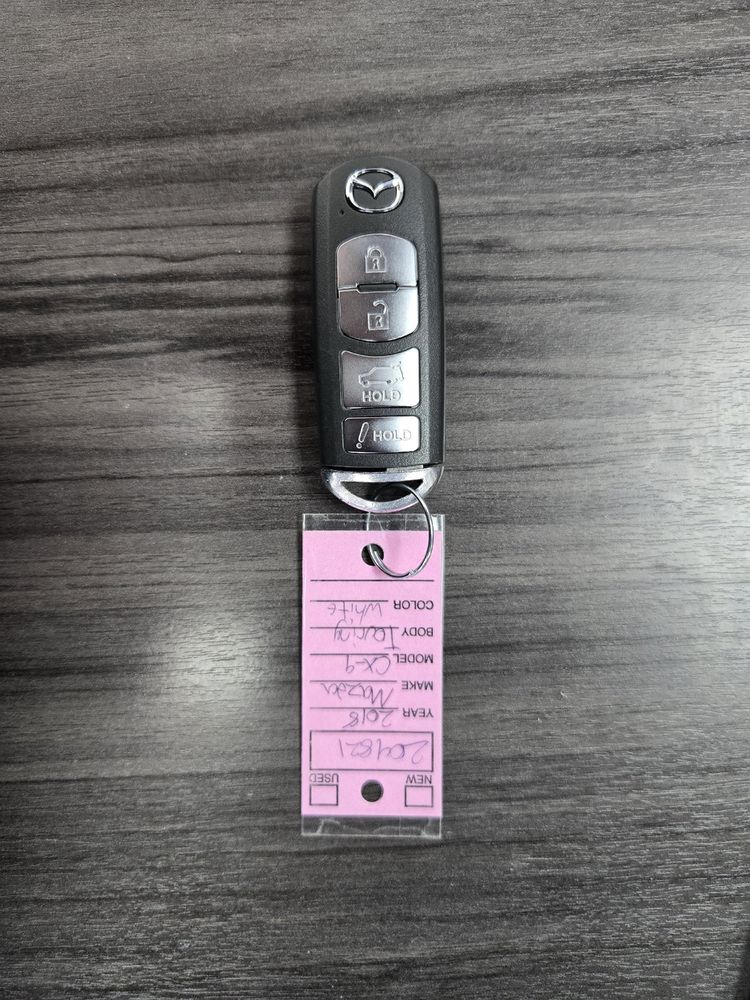 HOLD
! HOLD
NEW USED
204821
YEAR 2018
MAKE Mazda
MODEL CX-9
BODY Touring
COLOR White